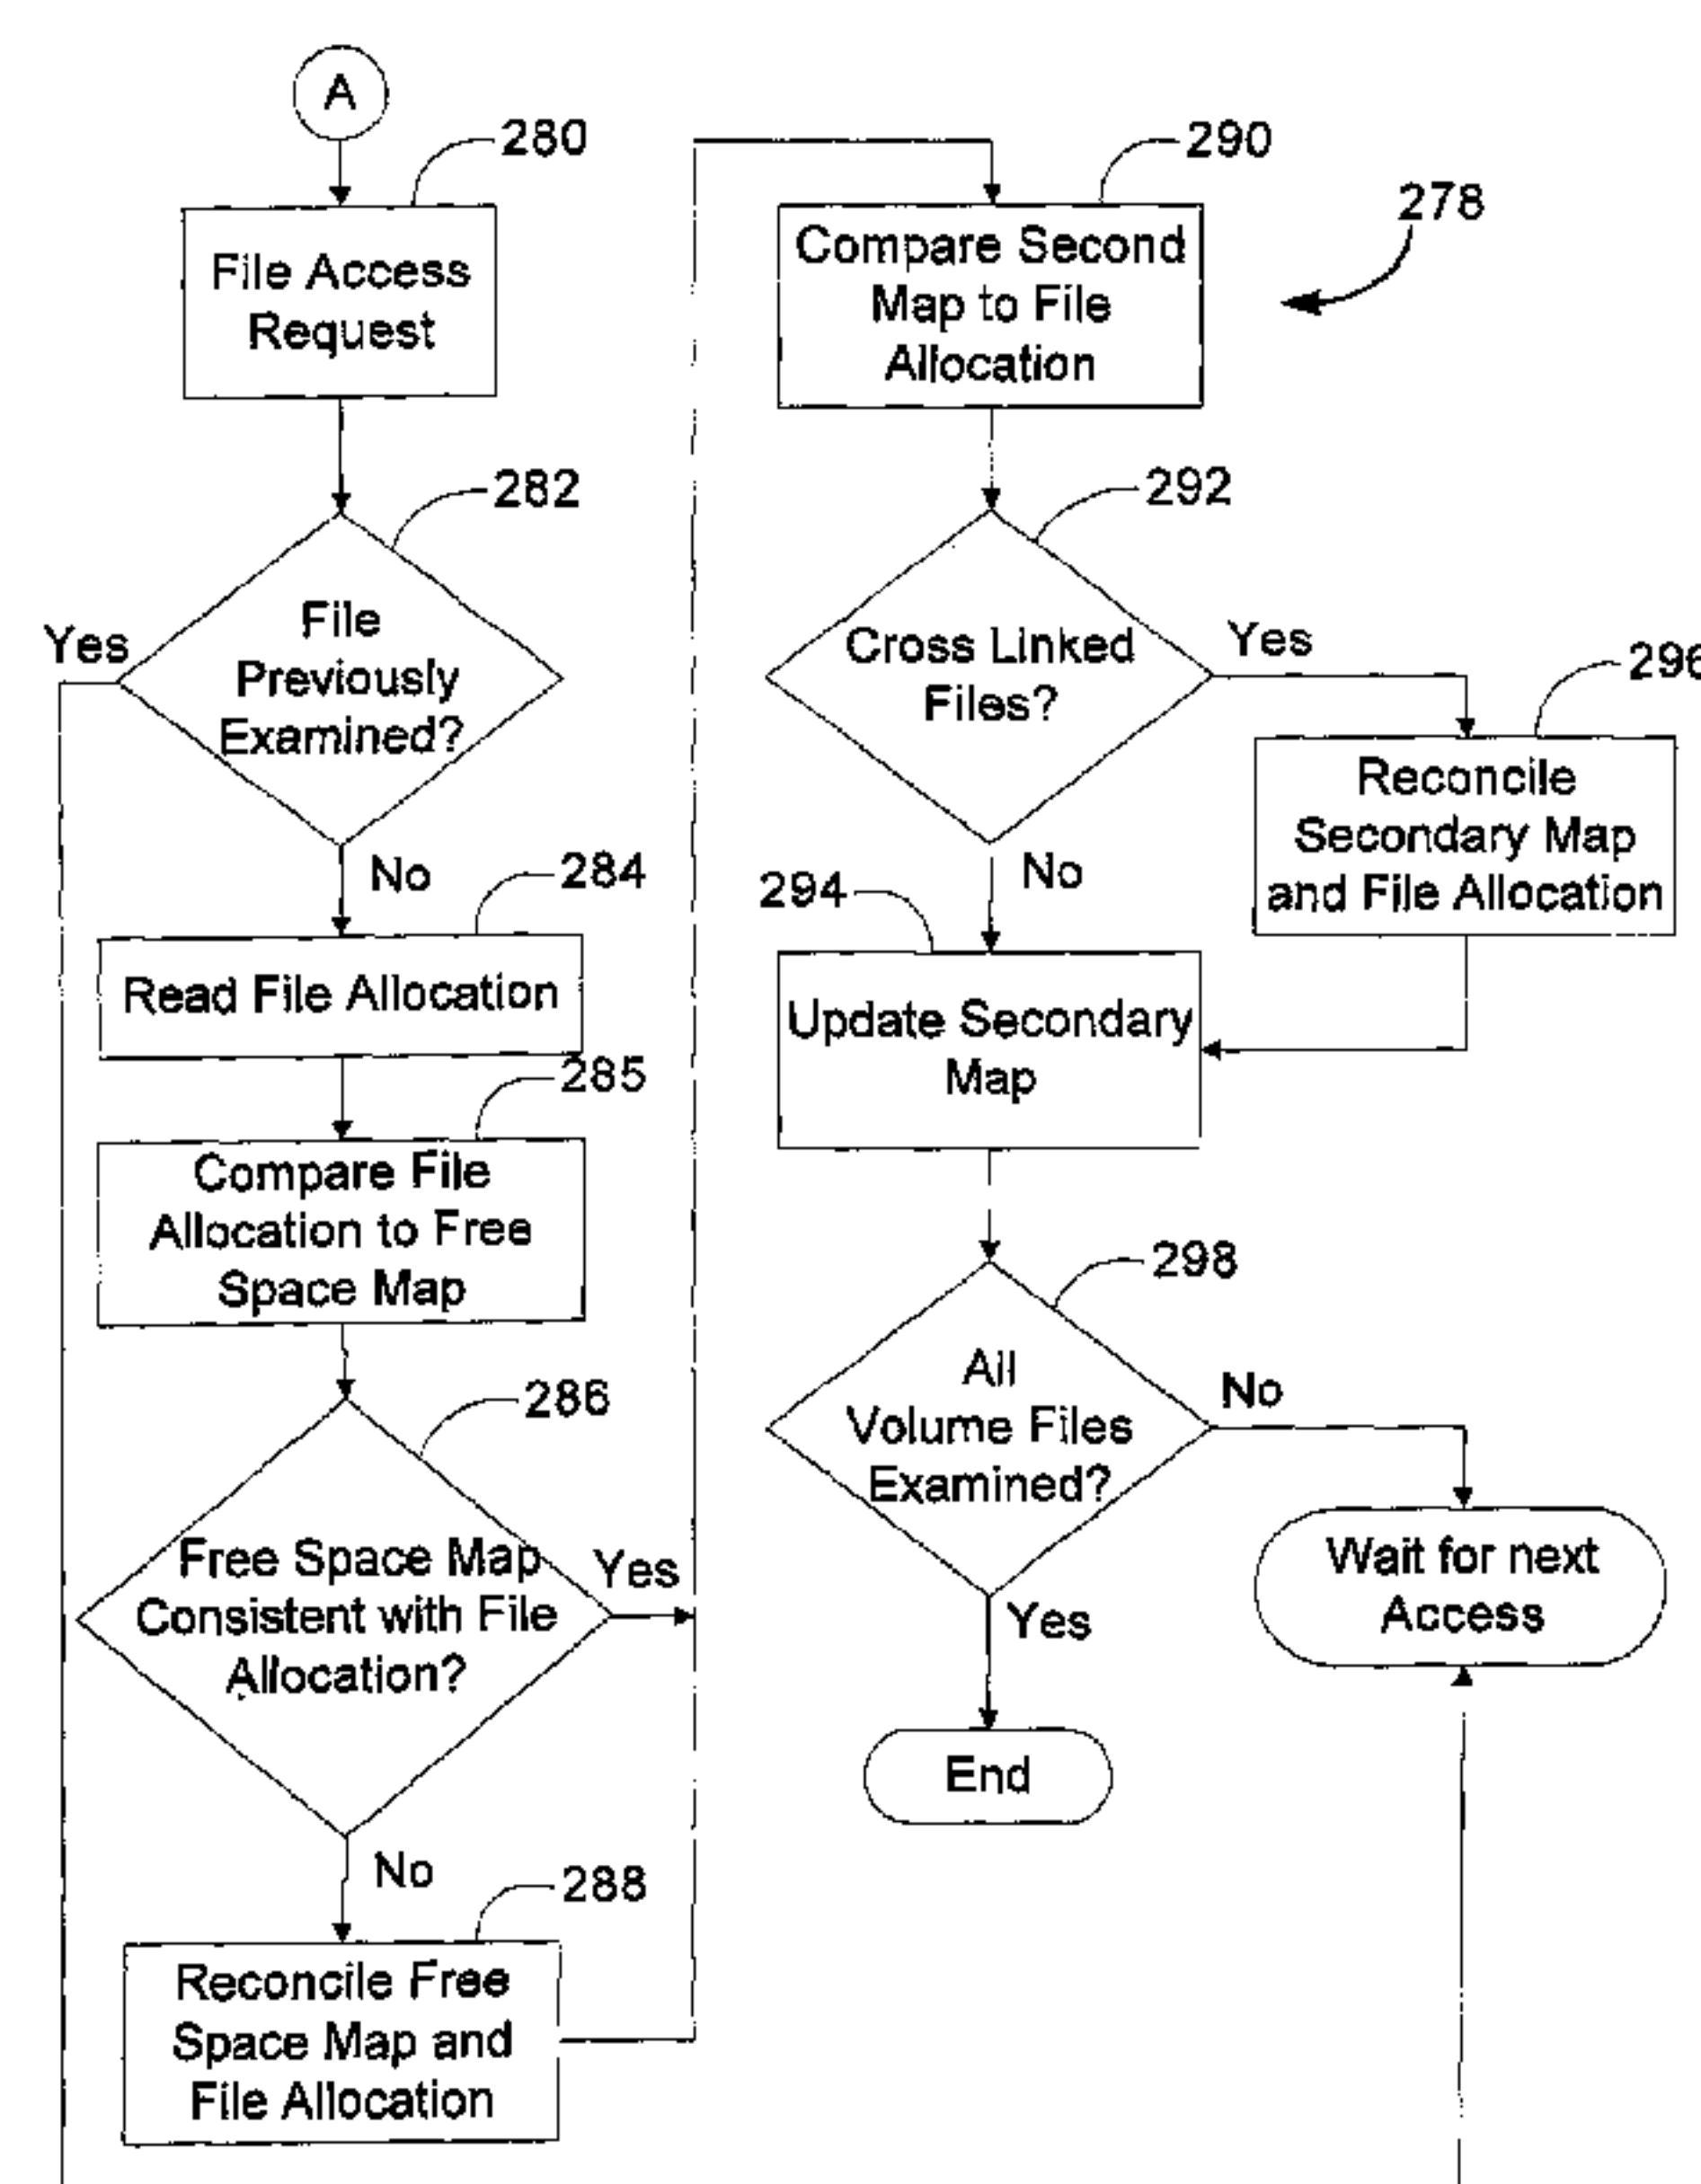 A
280
File Access
Request
282
File
Previously
Examined?
Yes
No
284
Read File Allocation
285
Compare File
Allocation to Free
Space Map
286
Free Space Map
Consistent with File
Allocation?
Yes
No
288
Reconcile Free
Space Map and
File Allocation
290
278
Compare Second
Map to File
Allocation
292
Cross Linked
Files?
Yes
296
Reconcile
Secondary Map
and File Allocation
No
294
Update Secondary
Map
298
All
Volume Files
Examined?
No
Wait for next
Access
Yes
End